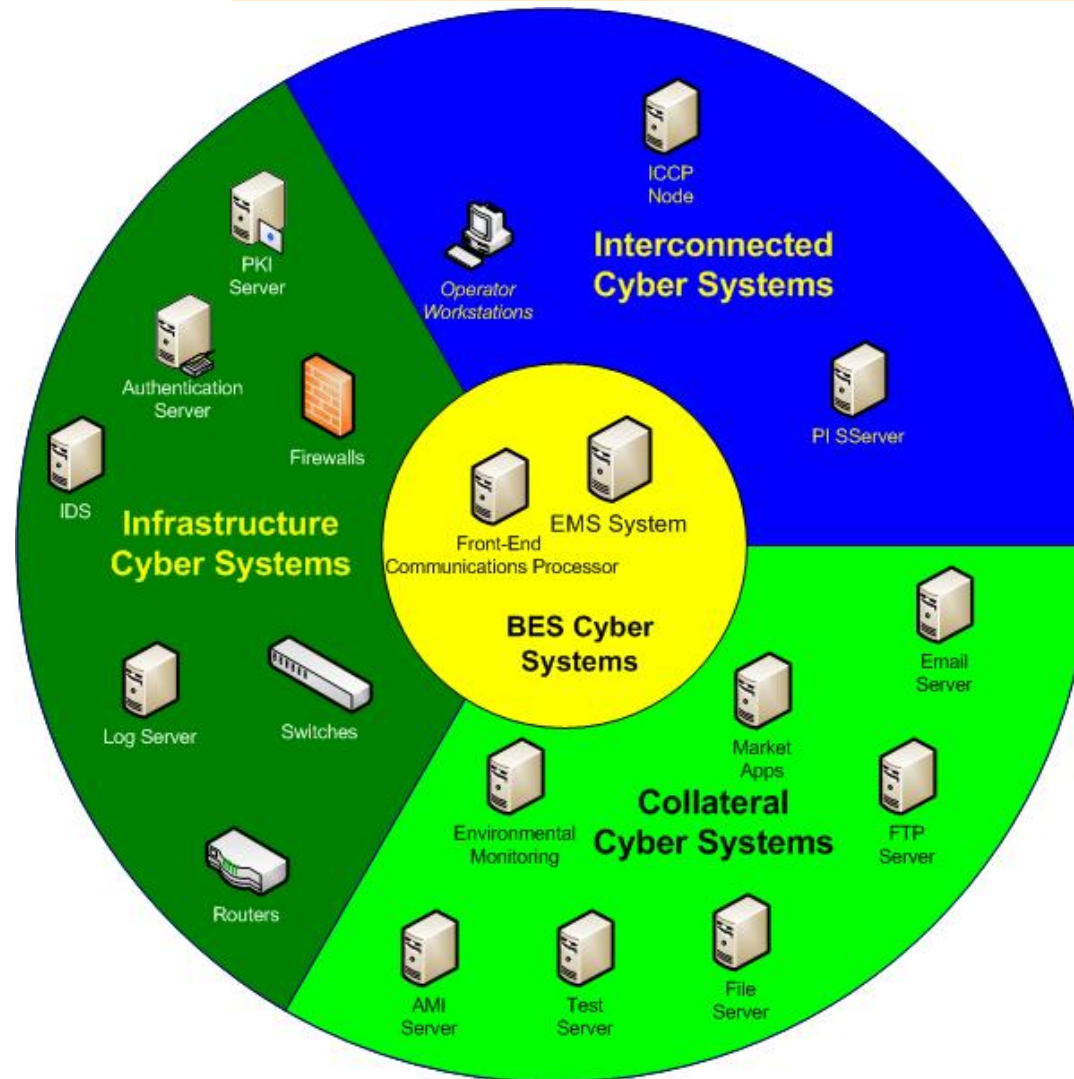 ICCP
Node
Interconnected
Cyber Systems
Operator
Workstations
PI SServer
PKI
Server
Authentication
Server
Firewalls
IDS
Infrastructure
Cyber Systems
Log Server
Switches
Routers
EMS System
Front-End
Communications Processor
BES Cyber
Systems
Email
Server
Market
Apps
Environmental
Monitoring
Collateral
Cyber Systems
FTP
Server
AMI
Server
Test
Server
File
Server